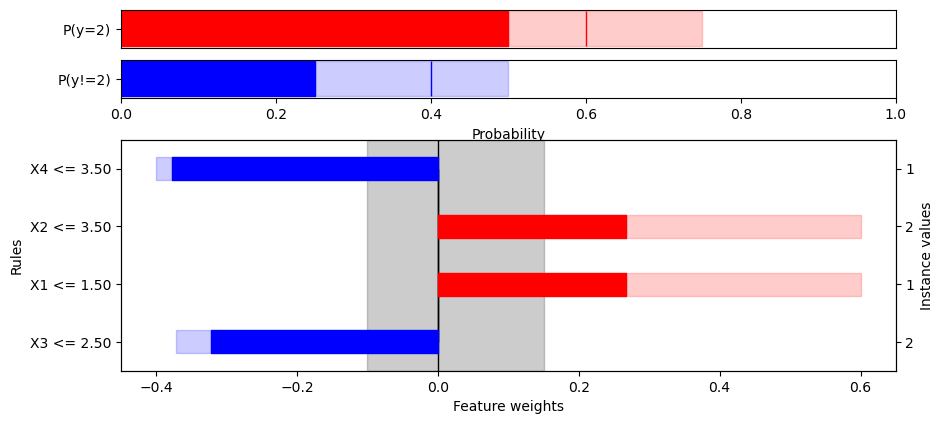 P(y=2)
P(y!=2)
0.0 0.2 0.4 0.6 0.8 1.0
Probability
X4 <= 3.50 1
X2 <= 3.50 2
X1 <= 1.50 1
X3 <= 2.50 2
Rules
Instance values
−0.4 −0.2 0.0 0.2 0.4 0.6
Feature weights